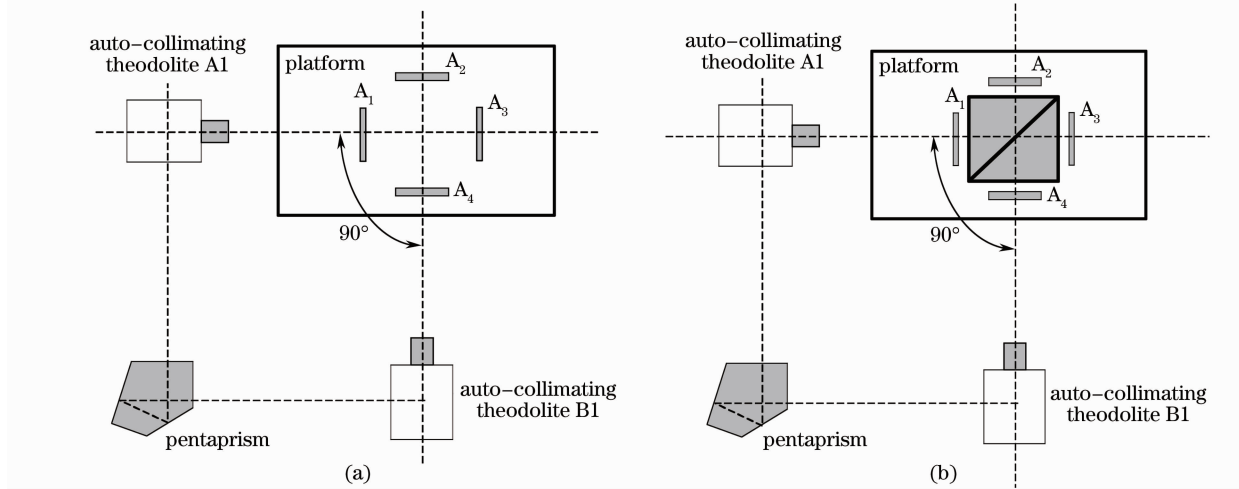 auto-collimating
theodolite A1
platform
A₂
A₁
A₃
A₄
90°
auto-collimating
theodolite B1
pentaprism
(a)
auto-collimating
theodolite A1
platform
A₂
A₁
A₃
A₄
90°
auto-collimating
theodolite B1
pentaprism
(b)